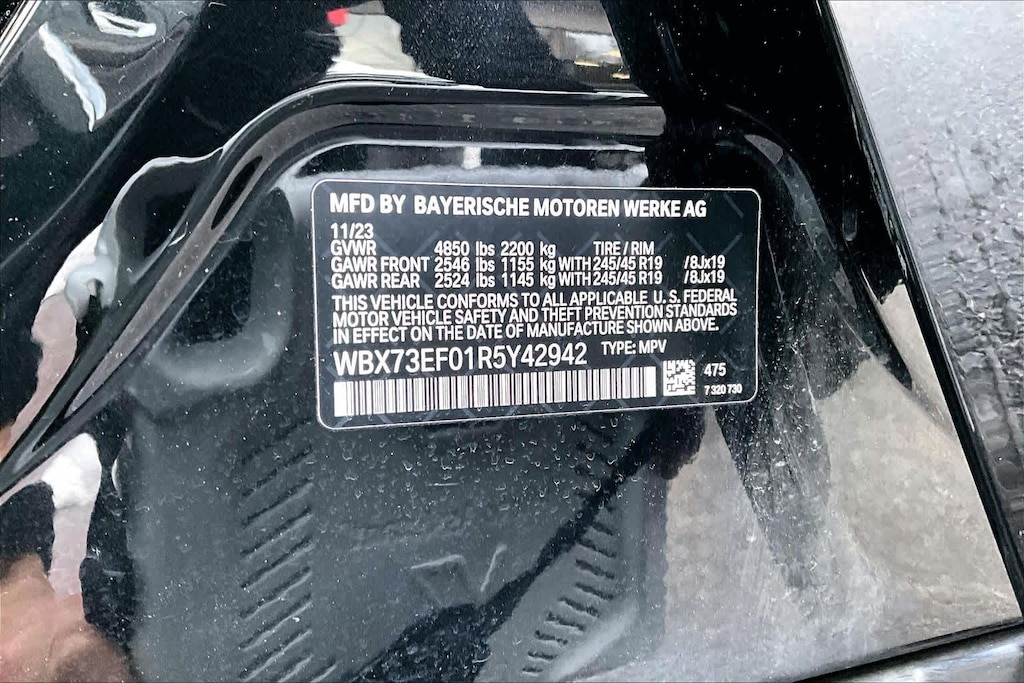 MFD BY BAYERISCHE MOTOREN WERKE AG
11/23
GVWR 4850 lbs 2200 kg TIRE / RIM
GAWR FRONT 2546 lbs 1155 kg WITH 245/45 R19 /8Jx19
GAWR REAR 2524 lbs 1145 kg WITH 245/45 R19 /8Jx19
THIS VEHICLE CONFORMS TO ALL APPLICABLE U. S. FEDERAL
MOTOR VEHICLE SAFETY AND THEFT PREVENTION STANDARDS
IN EFFECT ON THE DATE OF MANUFACTURE SHOWN ABOVE.
WBX73EF01R5Y42942 TYPE: MPV
475
7 320 730